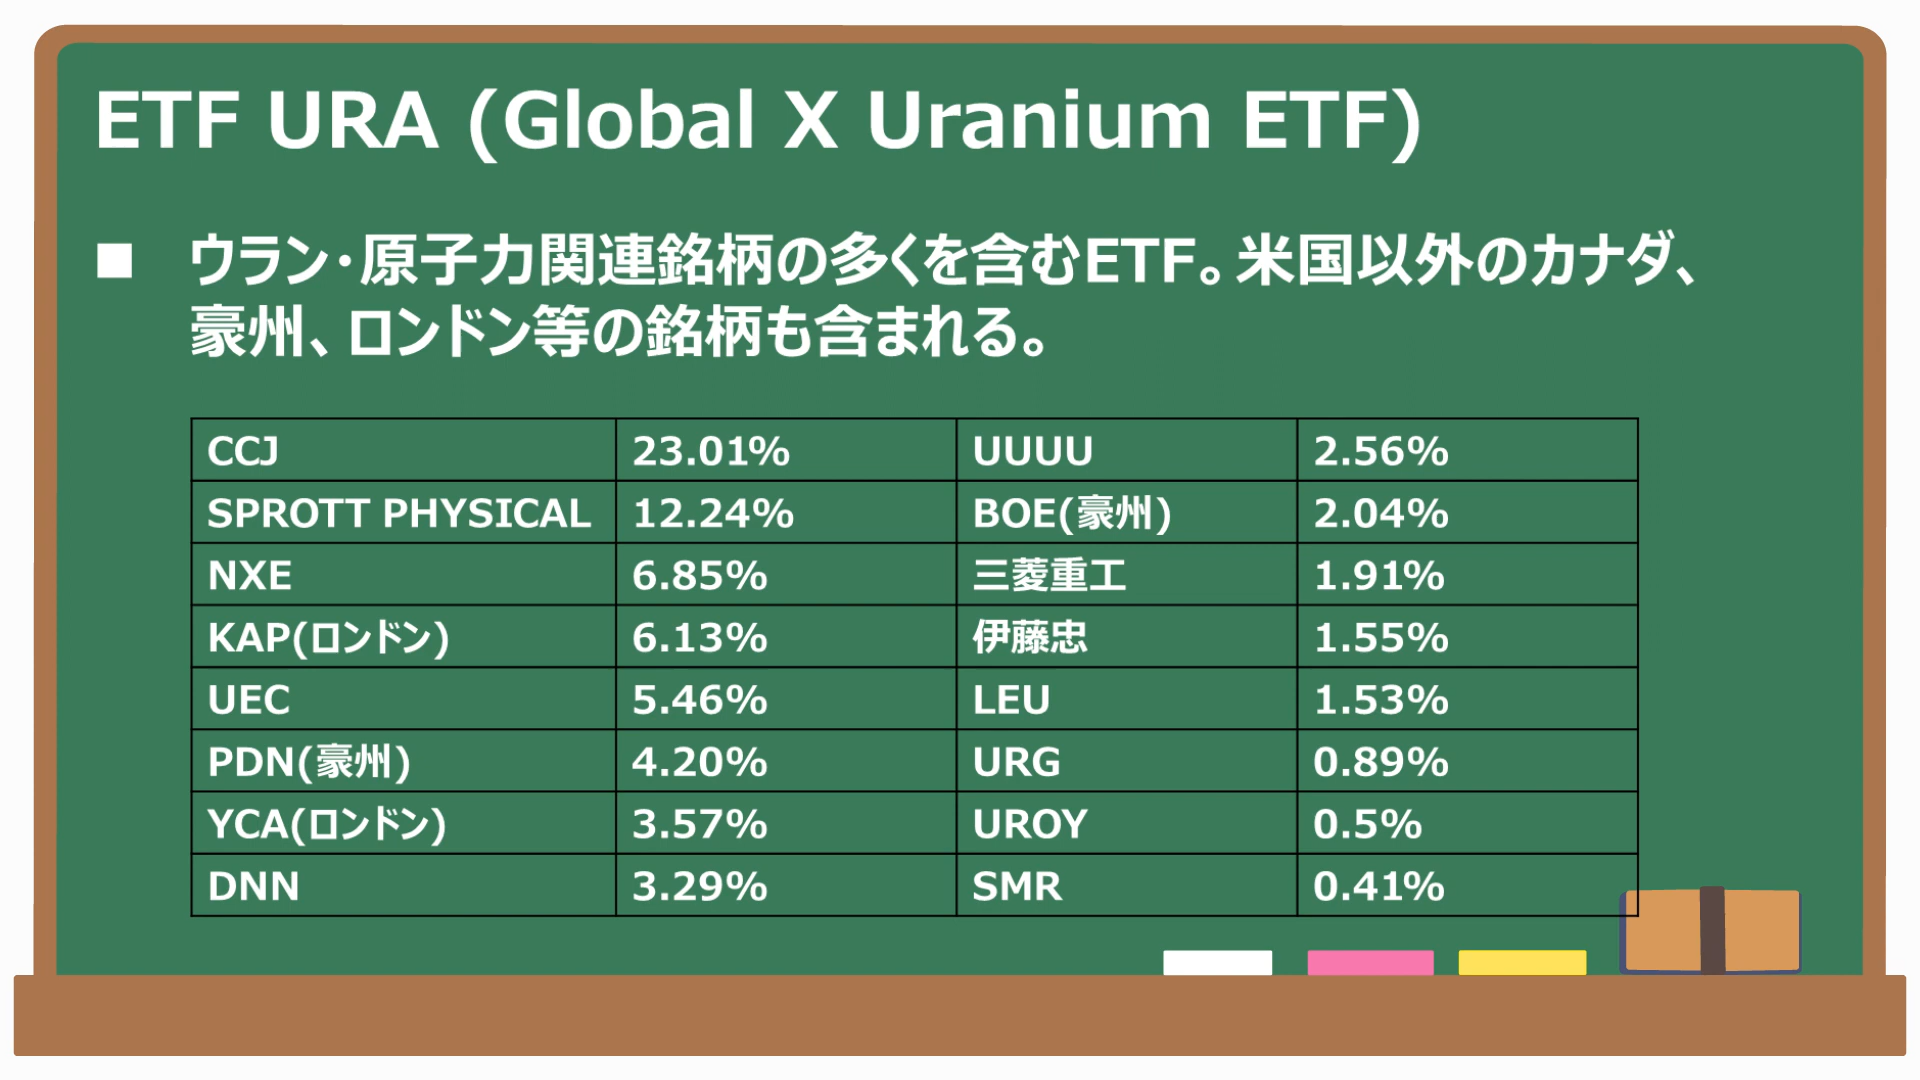 ETF URA (Global X Uranium ETF)
■ ウラン・原子力関連銘柄の多くを含むETF。米国以外のカナダ、
豪州、ロンドン等の銘柄も含まれる。
CCJ 23.01% UUUU 2.56%
SPROTT PHYSICAL 12.24% BOE(豪州) 2.04%
NXE 6.85% 三菱重工 1.91%
KAP(ロンドン) 6.13% 伊藤忠 1.55%
UEC 5.46% LEU 1.53%
PDN(豪州) 4.20% URG 0.89%
YCA(ロンドン) 3.57% UROY 0.5%
DNN 3.29% SMR 0.41%